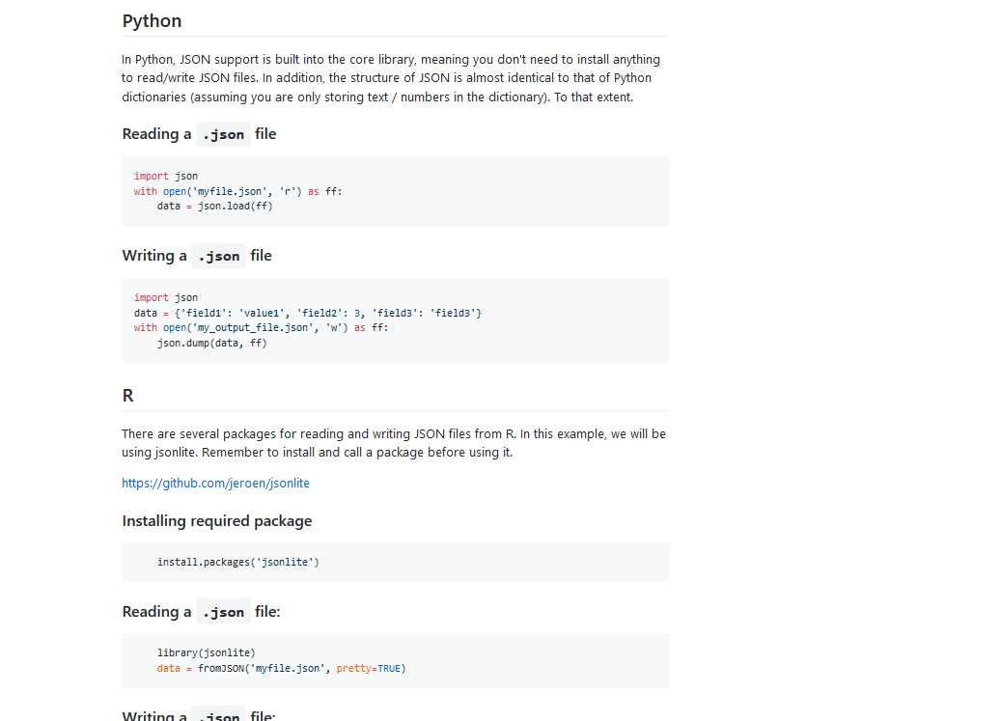 Python
In Python, JSON support is built into the core library, meaning you don't need to install anything
to read/write JSON files. In addition, the structure of JSON is almost identical to that of Python
dictionaries (assuming you are only storing text / numbers in the dictionary). To that extent.
Reading a .json file
import json
with open('myfile.json', 'r') as ff:
    data = json.load(ff)
Writing a .json file
import json
data = {'field1': 'value1', 'field2': 3, 'field3': 'field3'}
with open('my_output_file.json', 'w') as ff:
    json.dump(data, ff)
R
There are several packages for reading and writing JSON files from R. In this example, we will be
using jsonlite. Remember to install and call a package before using it.
https://github.com/jeroen/jsonlite
Installing required package
    install.packages('jsonlite')
Reading a .json file:
    library(jsonlite)
    data = fromJSON('myfile.json', pretty=TRUE)
Writing a .json file: